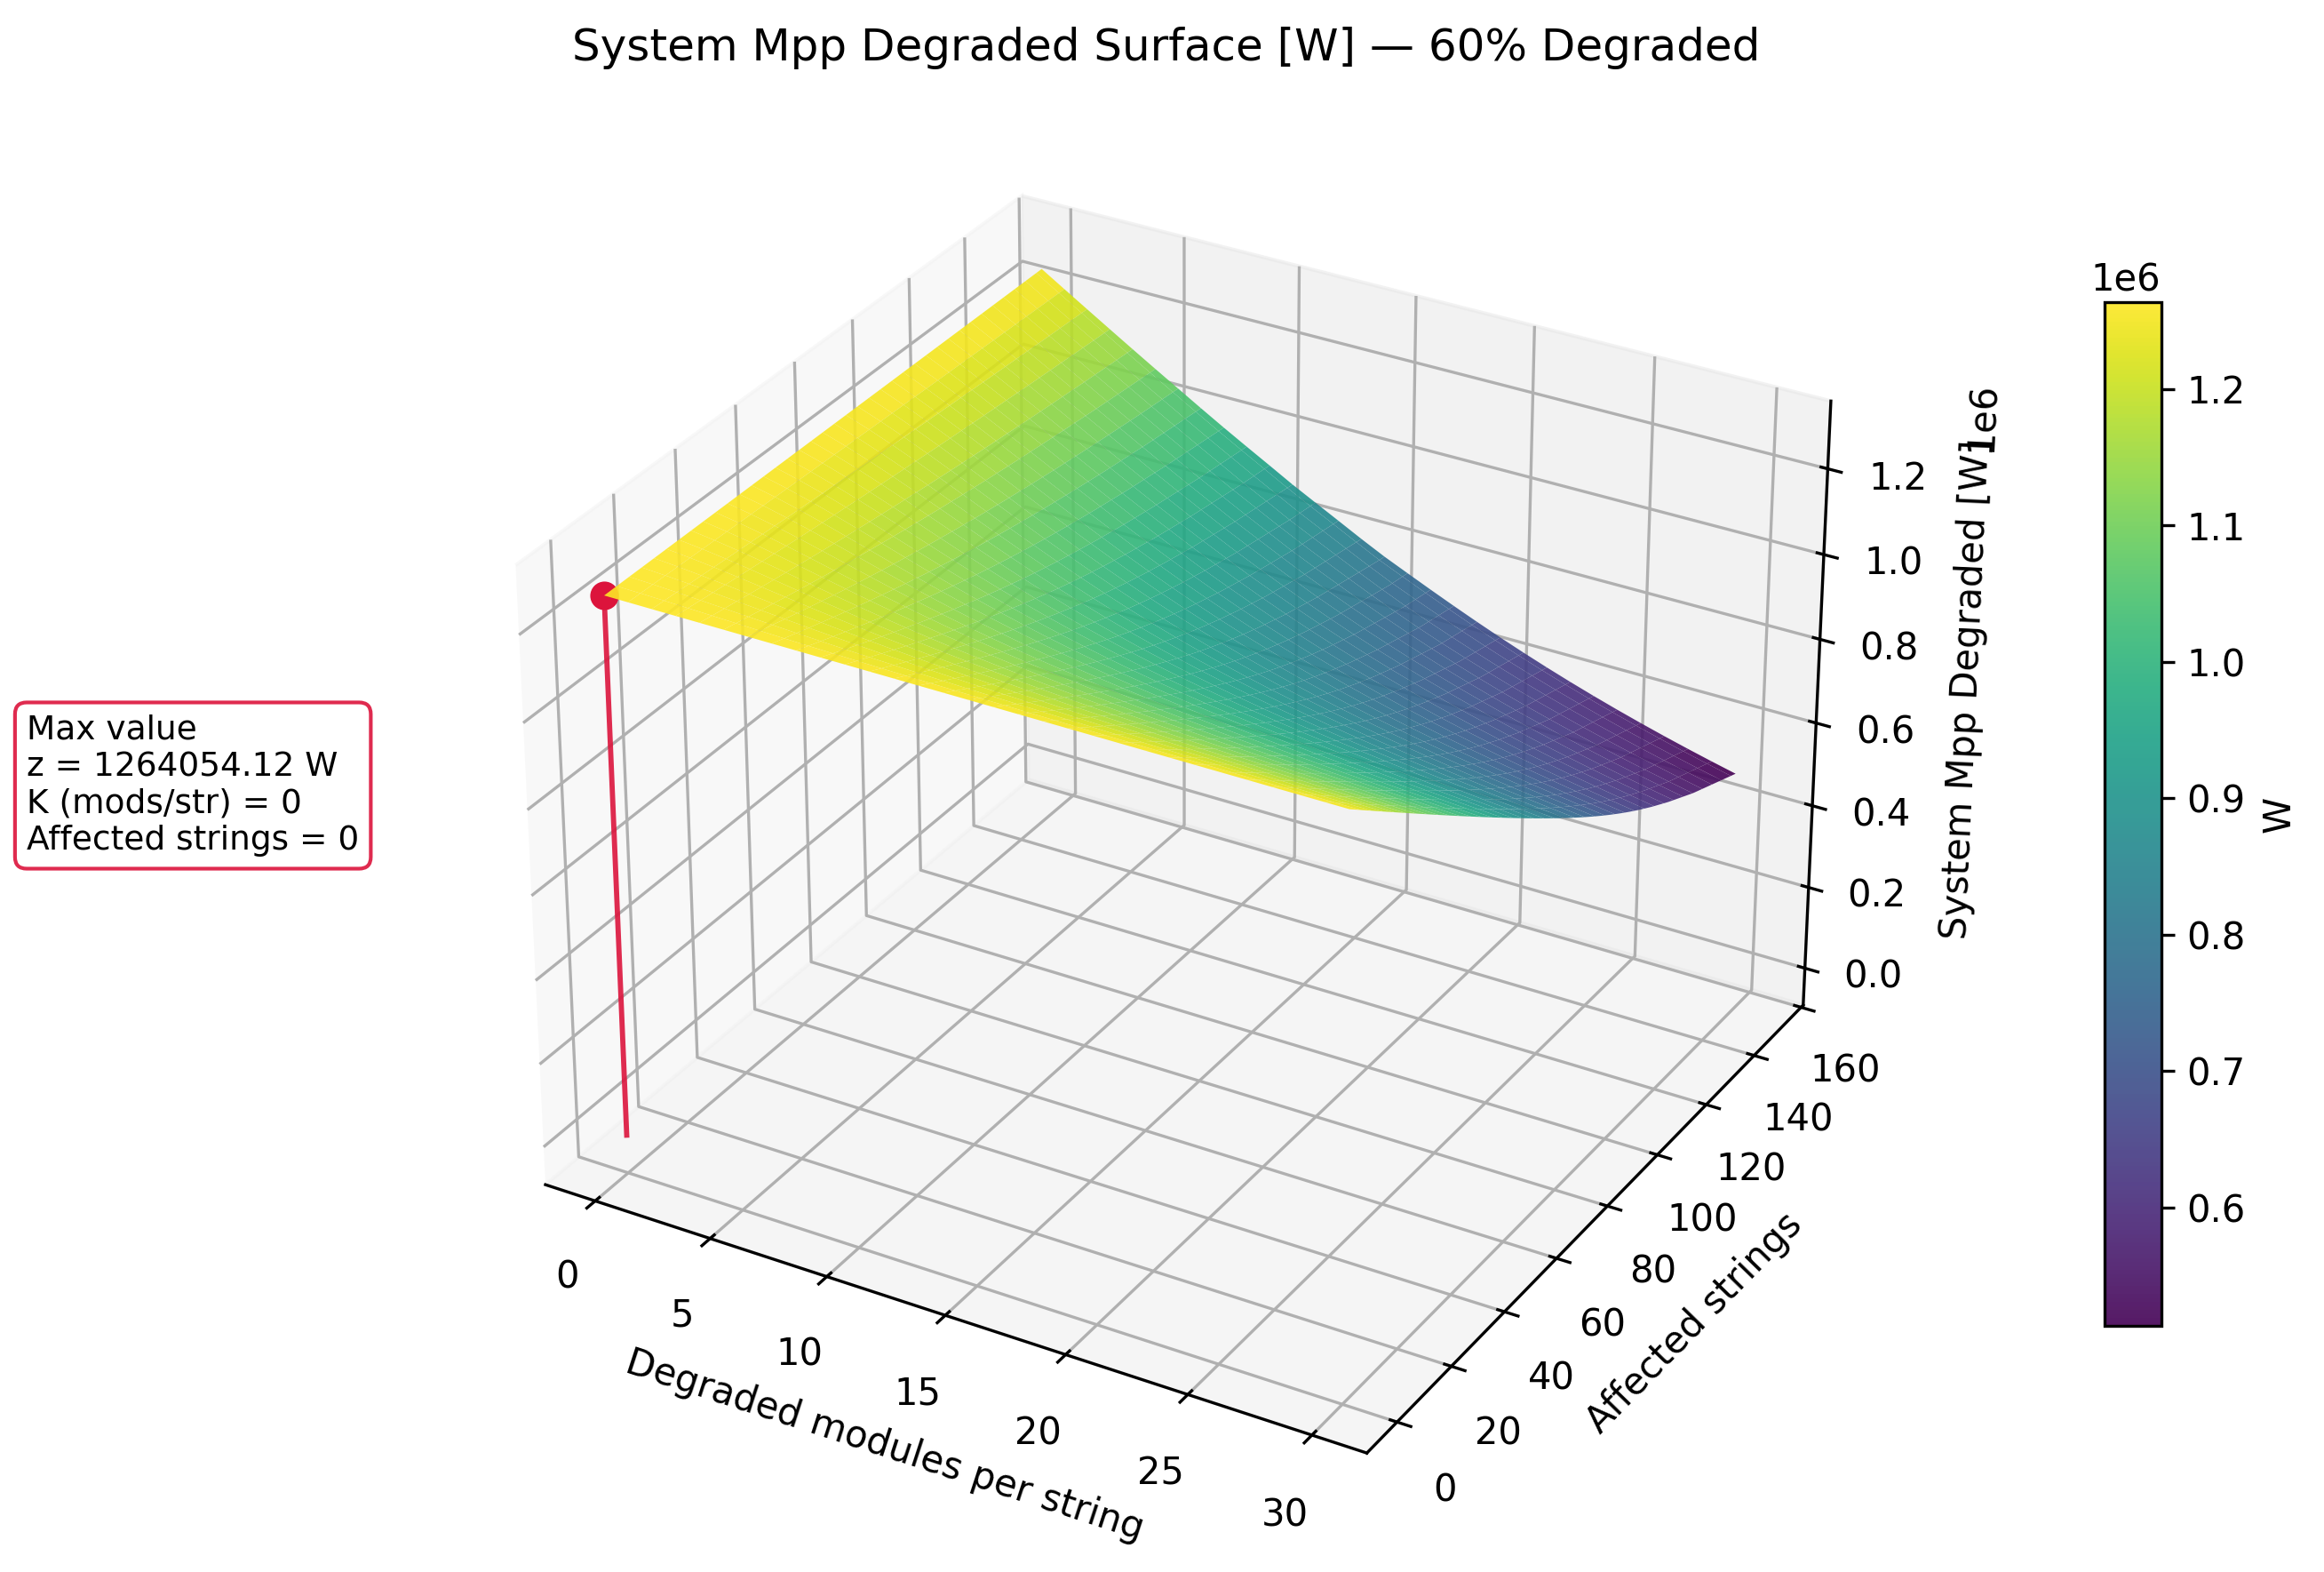 System Mpp Degraded Surface [W] — 60% Degraded
Max value
z = 1264054.12 W
K (mods/str) = 0
Affected strings = 0
0
5
10
15
20
25
30
Degraded modules per string
0
20
40
60
80
100
120
140
160
Affected strings
0.0
0.2
0.4
0.6
0.8
1.0
1.2
1e6
System Mpp Degraded [W]
1e6
1.2
1.1
1.0
0.9
0.8
0.7
0.6
W